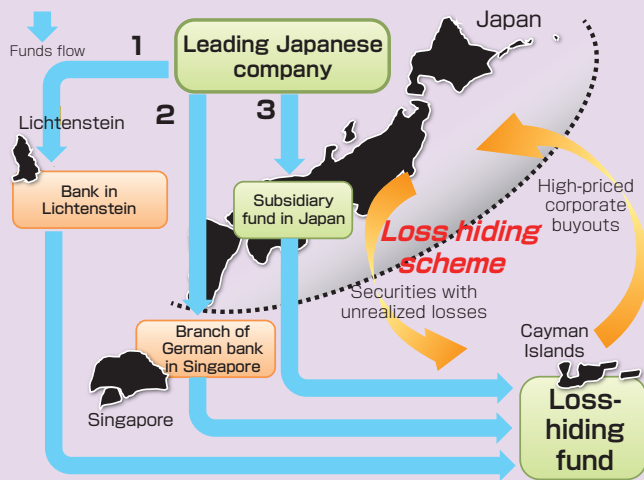 Funds flow
1
Leading Japanese
company
Japan
2
3
Lichtenstein
Bank in
Lichtenstein
Subsidiary
fund in Japan
High-priced
corporate
buyouts
Loss hiding
scheme
Securities with
unrealized losses
Branch of
German bank
in Singapore
Singapore
Cayman
Islands
Loss-
hiding
fund